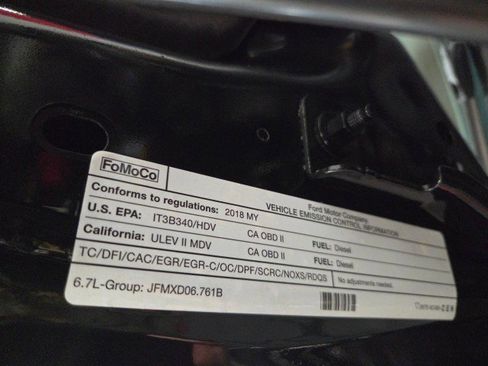 FoMoCo
Ford Motor Company
VEHICLE EMISSION CONTROL INFORMATION
Conforms to regulations: 2018 MY
U.S. EPA: IT3B340/HDV CA OBD II FUEL: Diesel
California: ULEV II MDV CA OBD II FUEL: Diesel
TC/DFI/CAC/EGR/EGR-C/OC/DPF/SCRC/NOXS/RDQS No adjustments needed.
6.7L-Group: JFMXD06.761B